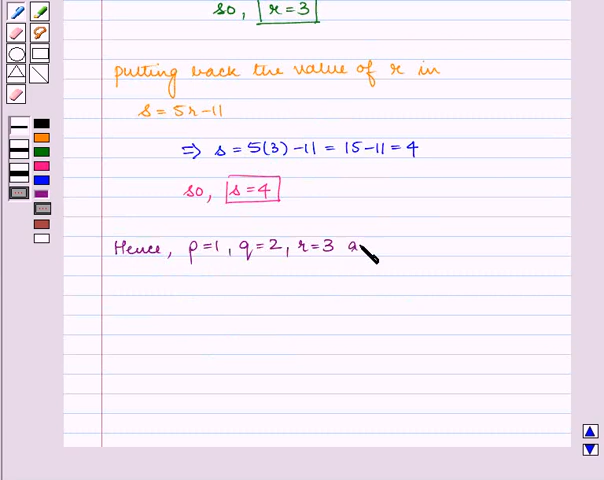 so, r = 3
putting back the value of r in
s = 5r - 11
⇒ s = 5(3) - 11 = 15 - 11 = 4
so, s = 4
Hence, p = 1, q = 2, r = 3 a